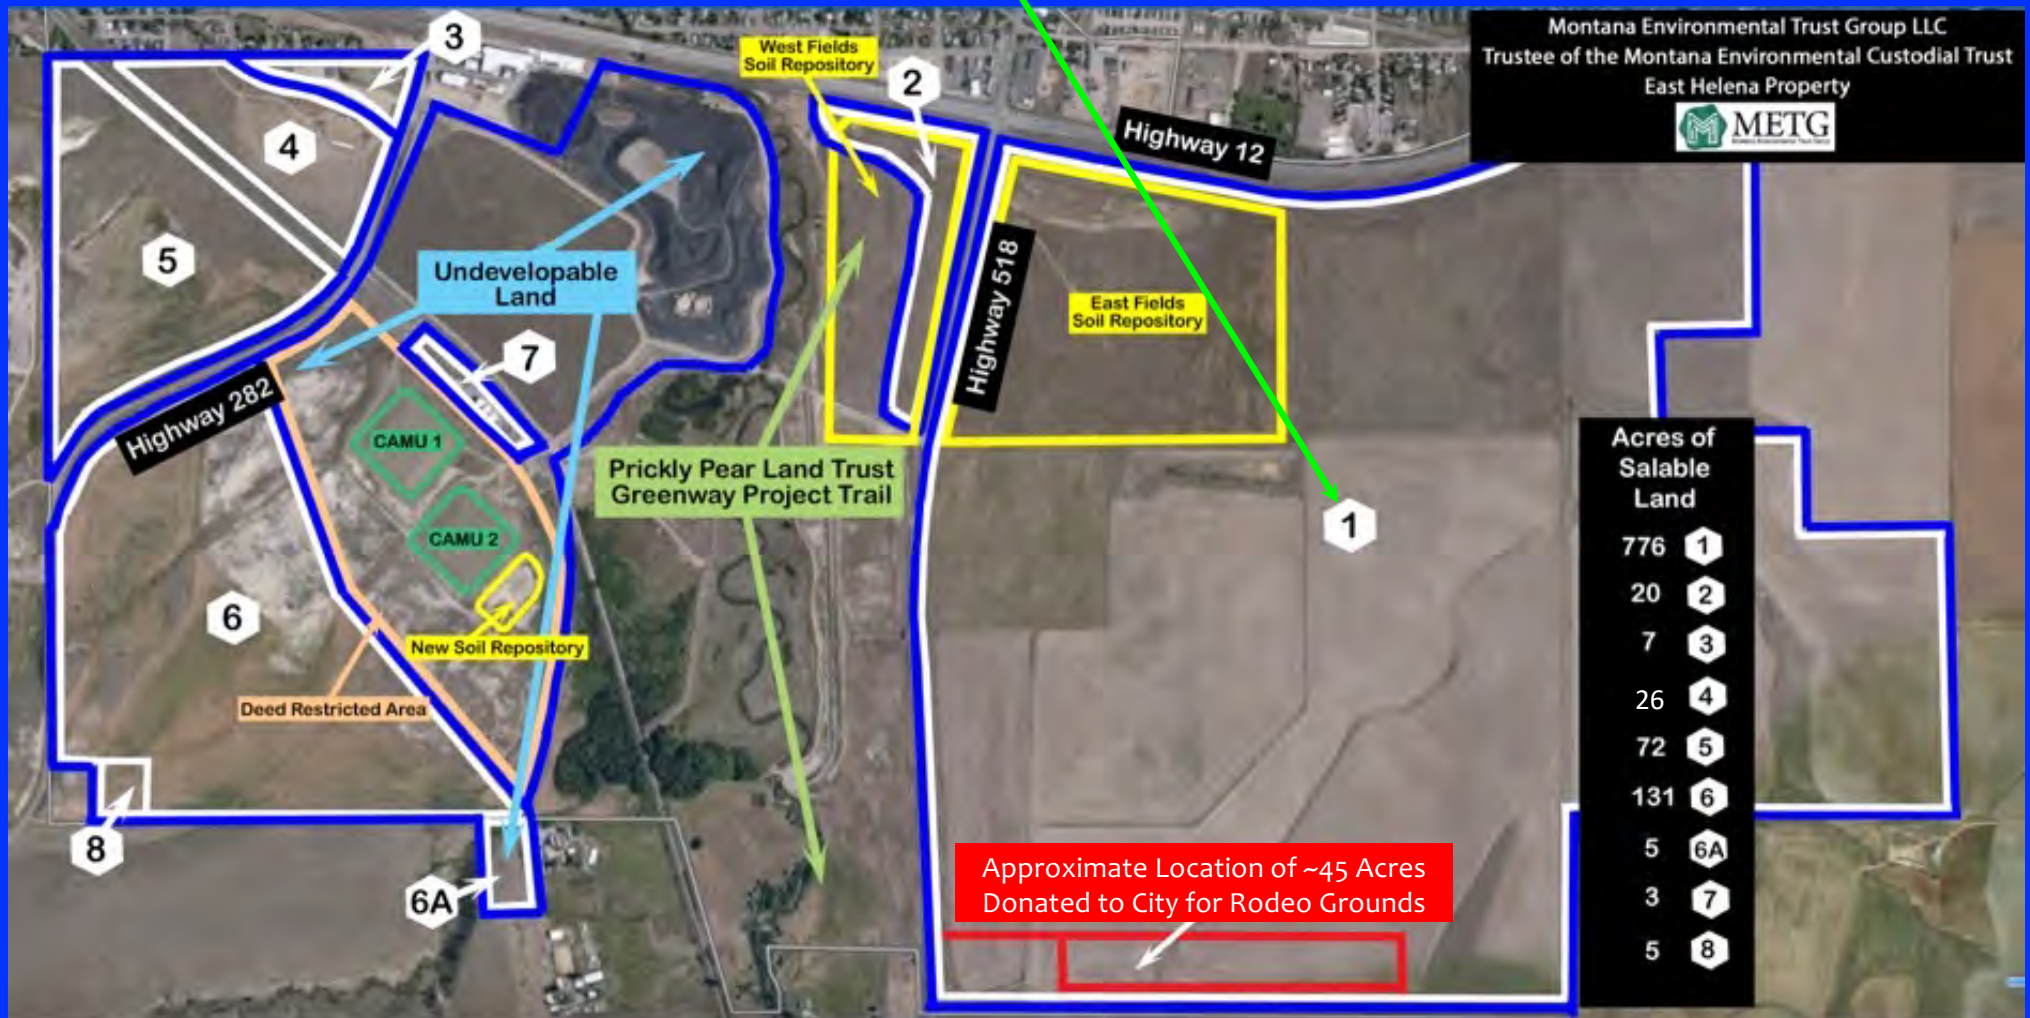 Montana Environmental Trust Group LLC
Trustee of the Montana Environmental Custodial Trust
East Helena Property
METG
3
West Fields
Soil Repository
2
Highway 12
4
5
Undevelopable
Land
Highway 518
East Fields
Soil Repository
7
Highway 282
CAMU 1
Prickly Pear Land Trust
Greenway Project Trail
1
CAMU 2
6
New Soil Repository
Deed Restricted Area
8
6A
Approximate Location of ~45 Acres
Donated to City for Rodeo Grounds
Acres of
Salable
Land
776 1
20 2
7 3
26 4
72 5
131 6
5 6A
3 7
5 8